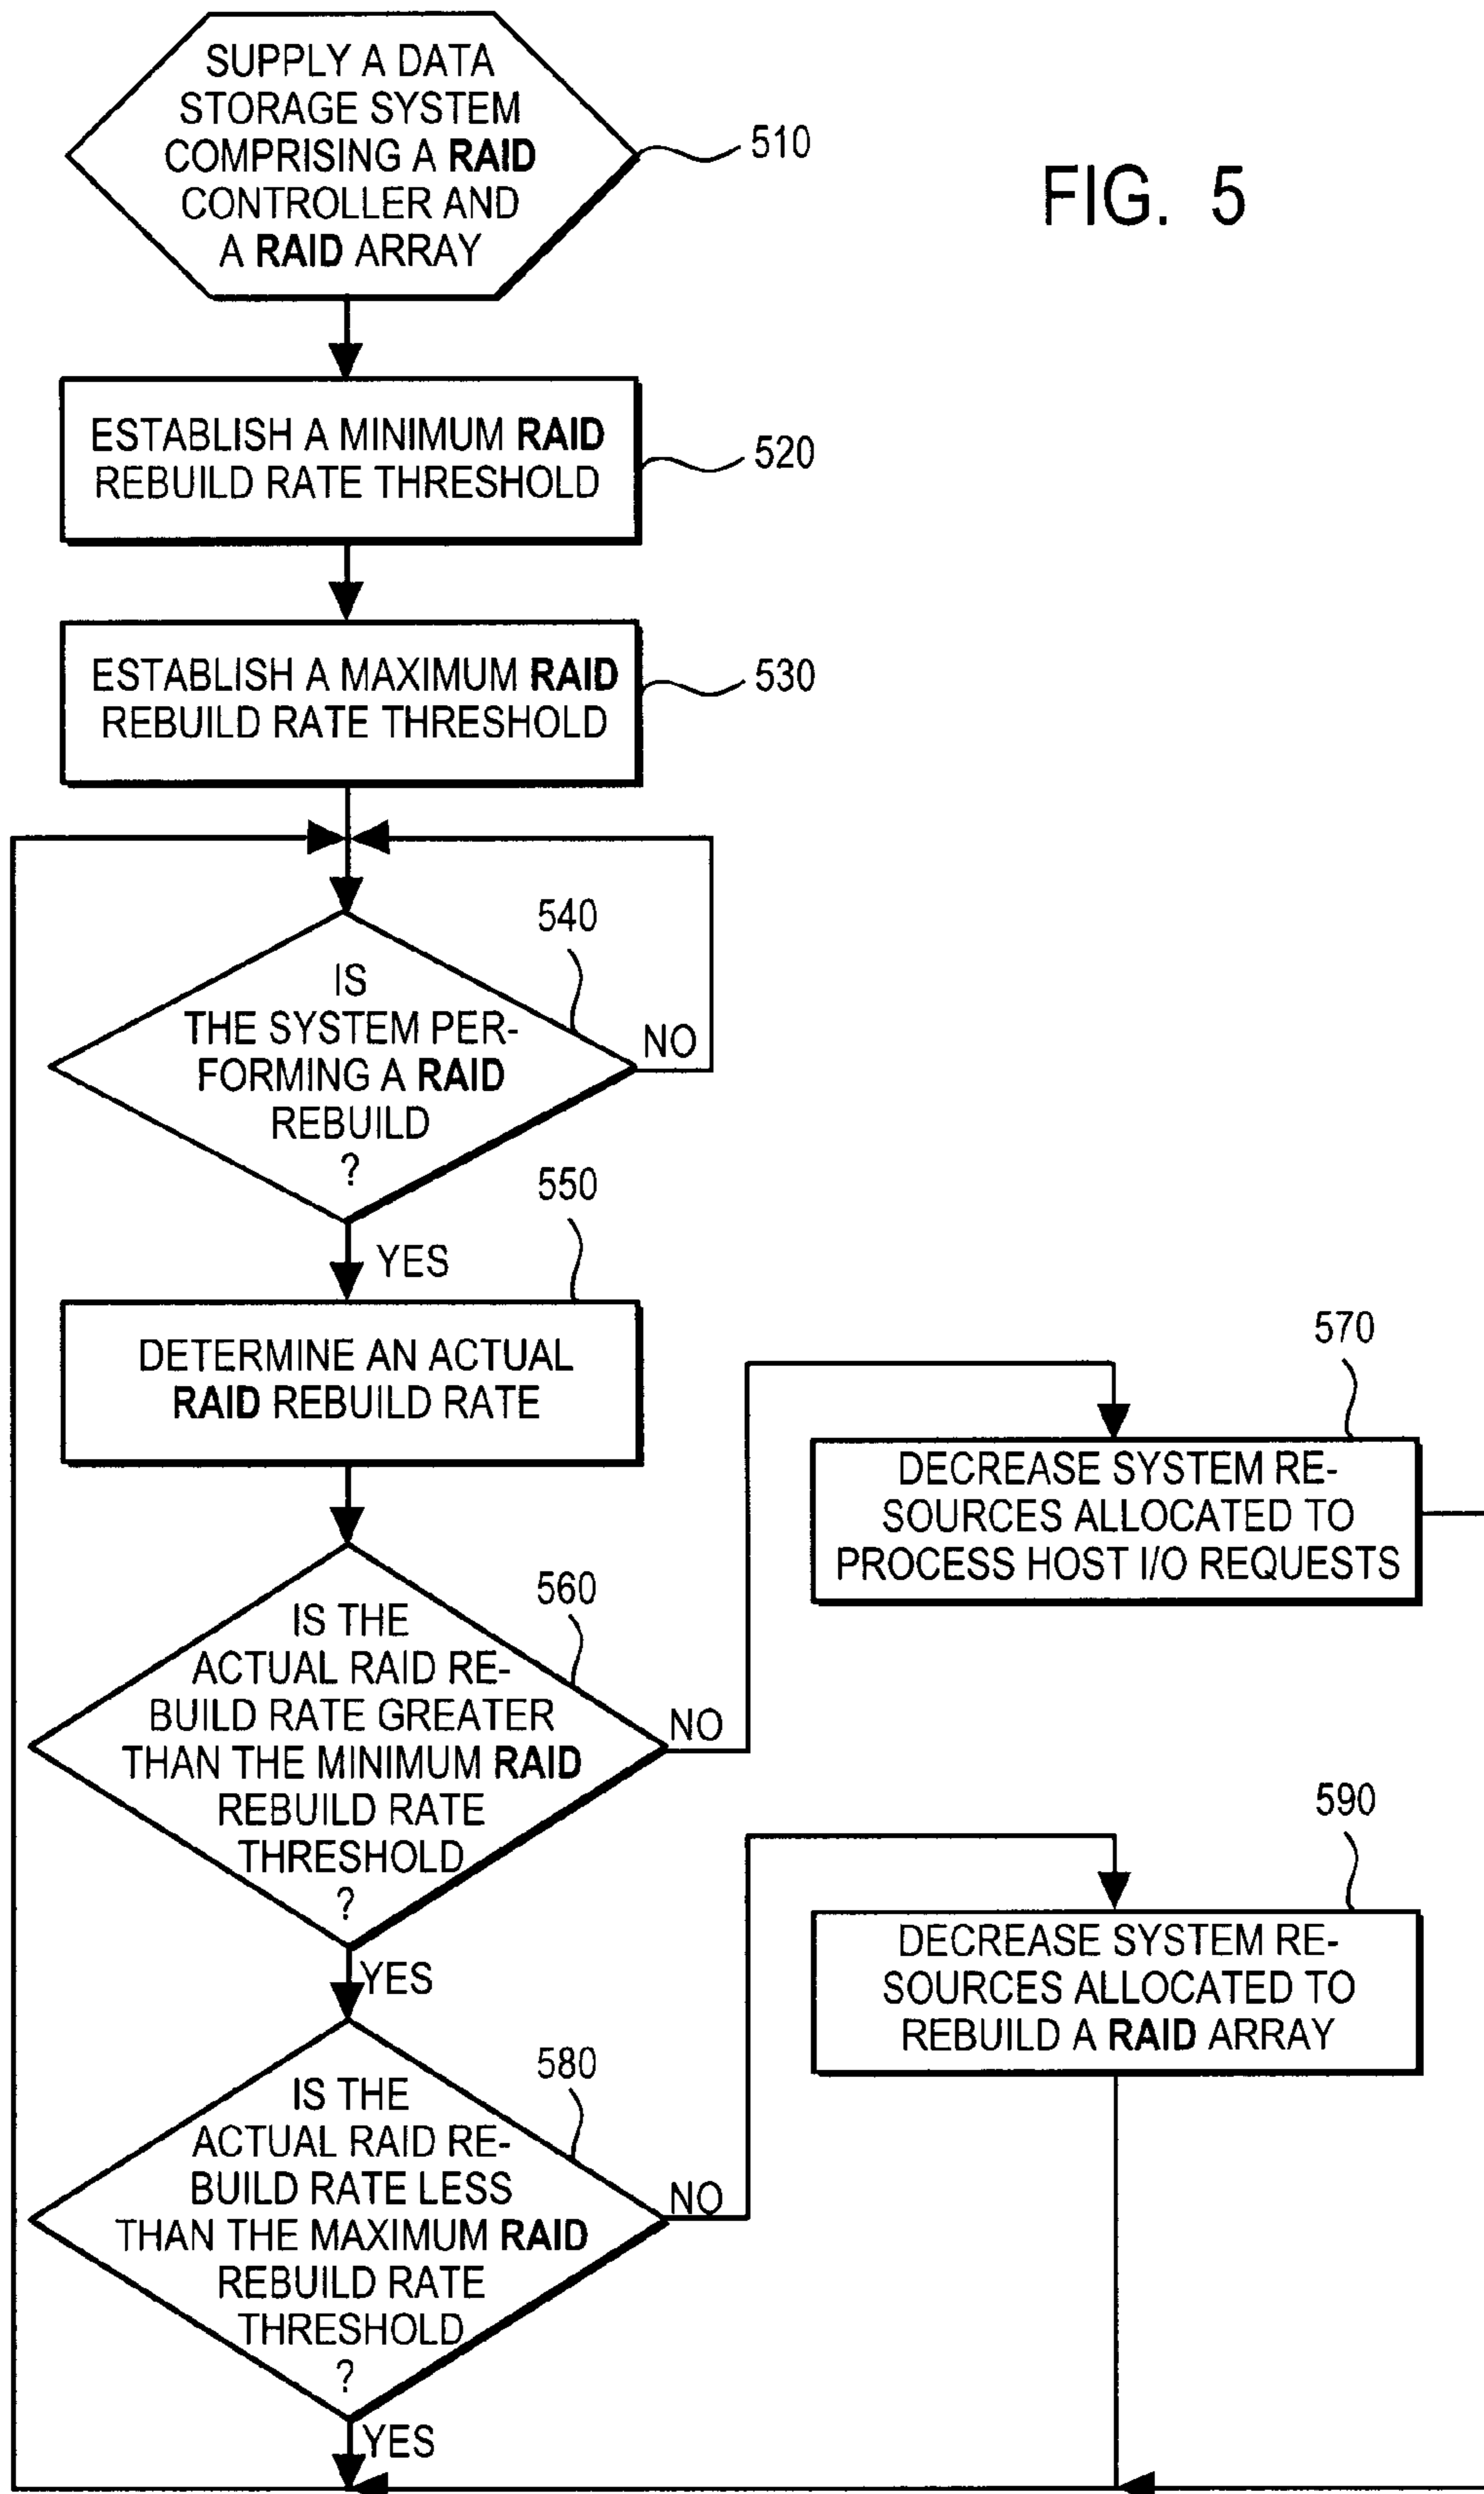 SUPPLY A DATA
STORAGE SYSTEM
COMPRISING A RAID
CONTROLLER AND
A RAID ARRAY
510
FIG. 5
ESTABLISH A MINIMUM RAID
REBUILD RATE THRESHOLD
520
ESTABLISH A MAXIMUM RAID
REBUILD RATE THRESHOLD
530
540
IS
THE SYSTEM PER-
FORMING A RAID
REBUILD
?
NO
YES
550
DETERMINE AN ACTUAL
RAID REBUILD RATE
570
DECREASE SYSTEM RE-
SOURCES ALLOCATED TO
PROCESS HOST I/O REQUESTS
560
IS THE
ACTUAL RAID RE-
BUILD RATE GREATER
THAN THE MINIMUM RAID
REBUILD RATE
THRESHOLD
?
NO
YES
590
DECREASE SYSTEM RE-
SOURCES ALLOCATED TO
REBUILD A RAID ARRAY
580
IS THE
ACTUAL RAID RE-
BUILD RATE LESS
THAN THE MAXIMUM RAID
REBUILD RATE
THRESHOLD
?
NO
YES